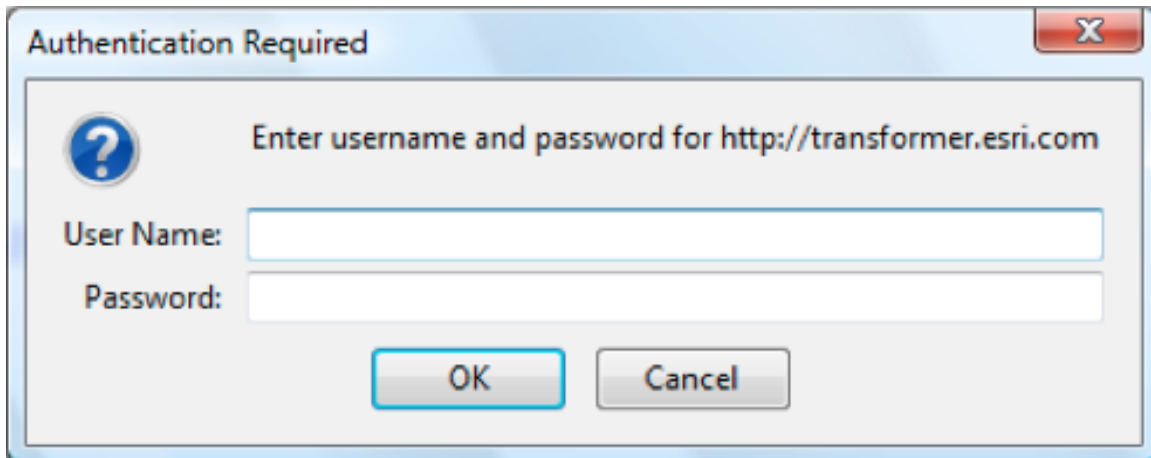 Authentication Required
Enter username and password for http://transformer.esri.com
User Name:
Password:
OK Cancel